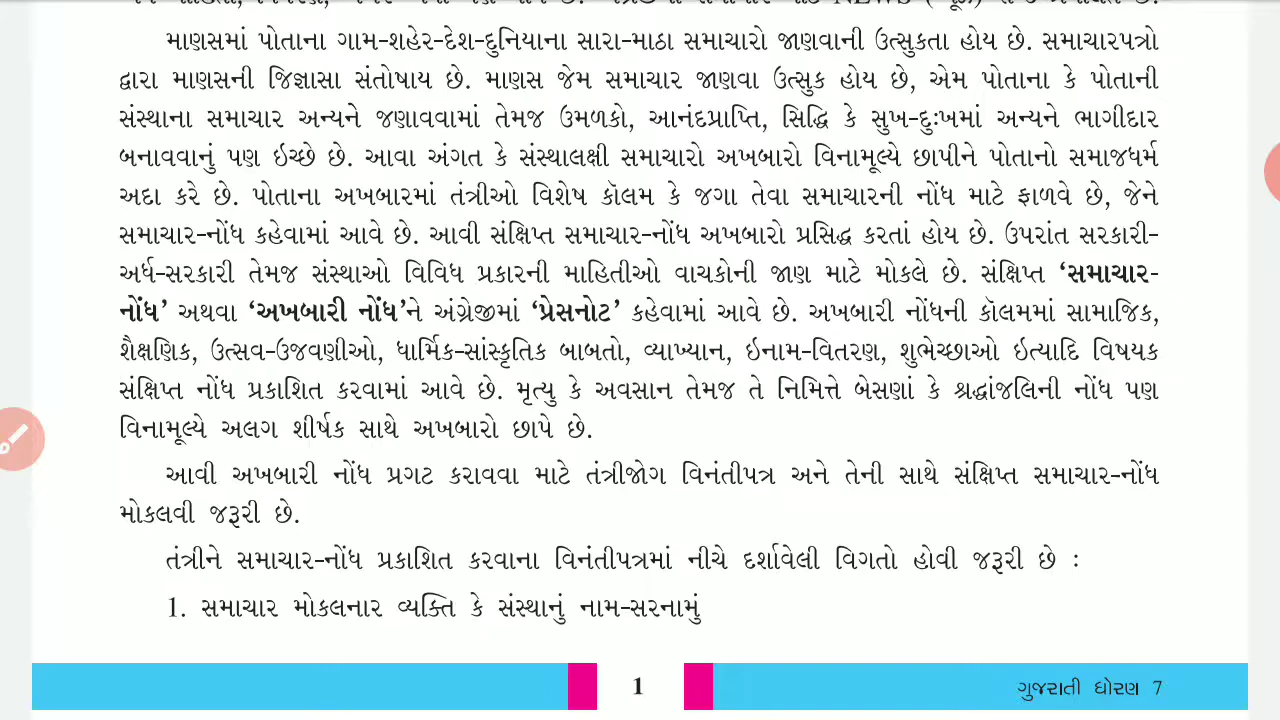 માણસમાં પોતાના ગામ-શહેર-દેશ-દુનિયાના સારા-માઠા સમાચારો જાણવાની ઉત્સુકતા હોય છે. સમાચારપત્રો
દ્વારા માણસની જિજ્ઞાસા સંતોષાય છે. માણસ જેમ સમાચાર જાણવા ઉત્સુક હોય છે, એમ પોતાના કે પોતાની
સંસ્થાના સમાચાર અન્યને જણાવવામાં તેમજ ઉમળકો, આનંદપ્રાપ્તિ, સિદ્ધિ કે સુખ-દુઃખમાં અન્યને ભાગીદાર
બનાવવાનું પણ ઇચ્છે છે. આવા અંગત કે સંસ્થાલક્ષી સમાચારો અખબારો વિનામૂલ્યે છાપીને પોતાનો સમાજધર્મ
અદા કરે છે. પોતાના અખબારમાં તંત્રીઓ વિશેષ કૉલમ કે જગા તેવા સમાચારની નોંધ માટે ફાળવે છે, જેને
સમાચાર-નોંધ કહેવામાં આવે છે. આવી સંક્ષિપ્ત સમાચાર-નોંધ અખબારો પ્રસિદ્ધ કરતાં હોય છે. ઉપરાંત સરકારી-
અર્ધ-સરકારી તેમજ સંસ્થાઓ વિવિધ પ્રકારની માહિતીઓ વાચકોની જાણ માટે મોકલે છે. સંક્ષિપ્ત ‘સમાચાર-
નોંધ’ અથવા ‘અખબારી નોંધ’ને અંગ્રેજીમાં ‘પ્રેસનોટ’ કહેવામાં આવે છે. અખબારી નોંધની કૉલમમાં સામાજિક,
શૈક્ષણિક, ઉત્સવ-ઉજવણીઓ, ધાર્મિક-સાંસ્કૃતિક બાબતો, વ્યાખ્યાન, ઇનામ-વિતરણ, શુભેચ્છાઓ ઇત્યાદિ વિષયક
સંક્ષિપ્ત નોંધ પ્રકાશિત કરવામાં આવે છે. મૃત્યુ કે અવસાન તેમજ તે નિમિત્તે બેસણાં કે શ્રદ્ધાંજલિની નોંધ પણ
વિનામૂલ્યે અલગ શીર્ષક સાથે અખબારો છાપે છે.
આવી અખબારી નોંધ પ્રગટ કરાવવા માટે તંત્રીજોગ વિનંતીપત્ર અને તેની સાથે સંક્ષિપ્ત સમાચાર-નોંધ
મોકલવી જરૂરી છે.
તંત્રીને સમાચાર-નોંધ પ્રકાશિત કરવાના વિનંતીપત્રમાં નીચે દર્શાવેલી વિગતો હોવી જરૂરી છે :
1. સમાચાર મોકલનાર વ્યક્તિ કે સંસ્થાનું નામ-સરનામું
1
ગુજરાતી ધોરણ 7